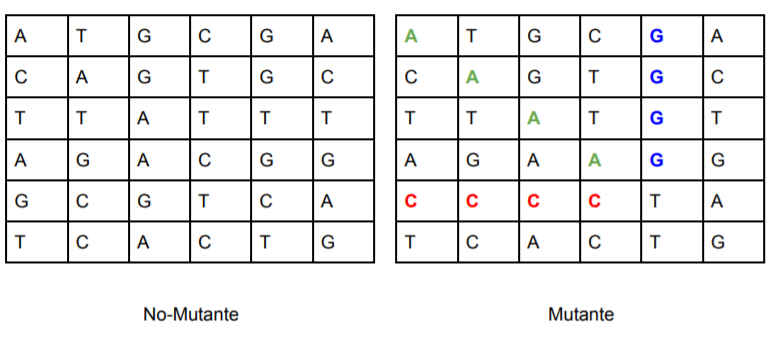 A T G C G A
C A G T G C
T T A T T T
A G A C G G
G C G T C A
T C A C T G
No-Mutante
A T G C G A
C A G T G C
T T A T G T
A G A A G G
C C C C T A
T C A C T G
Mutante